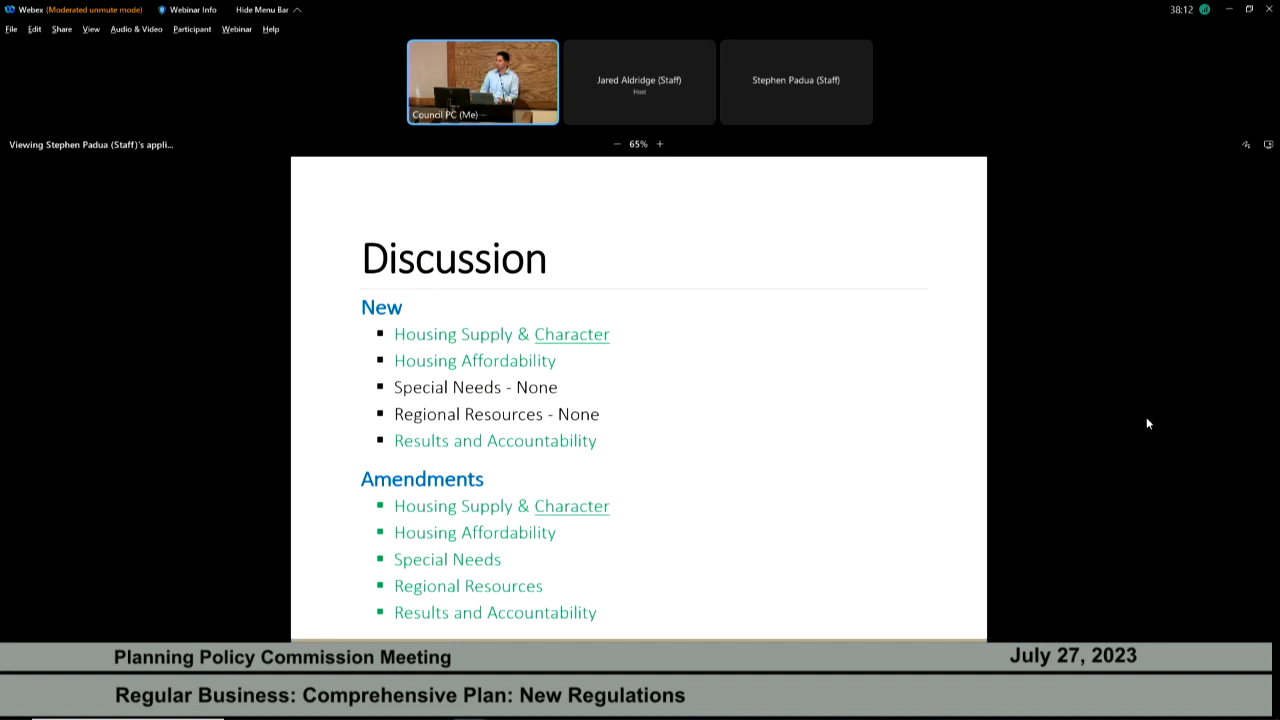 Webex (Moderated unmute mode) Webinar Info Hide Menu Bar 38:12
File Edit Share View Audio & Video Participant Webinar Help
Jared Aldridge (Staff)
Host
Stephen Padua (Staff)
Council PC (Me)
Viewing Stephen Padua (Staff)'s appli...
65%
Discussion
New
Housing Supply & Character
Housing Affordability
Special Needs - None
Regional Resources - None
Results and Accountability
Amendments
Housing Supply & Character
Housing Affordability
Special Needs
Regional Resources
Results and Accountability
Planning Policy Commission Meeting
July 27, 2023
Regular Business: Comprehensive Plan: New Regulations